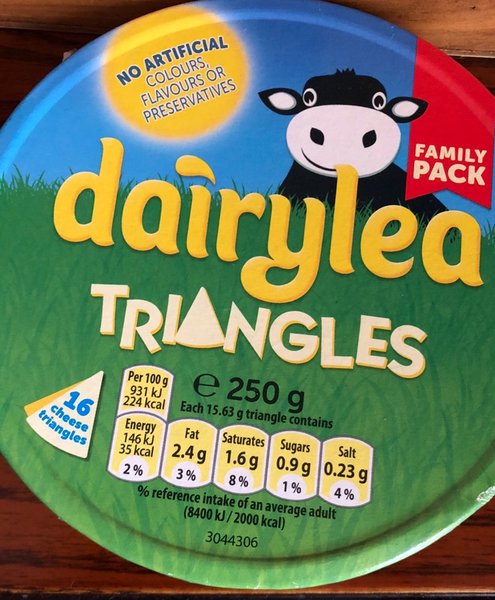 NO ARTIFICIAL
COLOURS,
FLAVOURS OR
PRESERVATIVES
FAMILY
PACK
dairylea
TRIANGLES
16
cheese
triangles
Per 100 g
931 kJ
224 kcal
e 250 g
Each 15.63 g triangle contains
Energy
146 kJ
35 kcal
2%
Fat
2.4 g
3%
Saturates
1.6 g
8%
Sugars
0.9 g
1%
Salt
0.23 g
4%
% reference intake of an average adult
(8400 kJ / 2000 kcal)
3044306